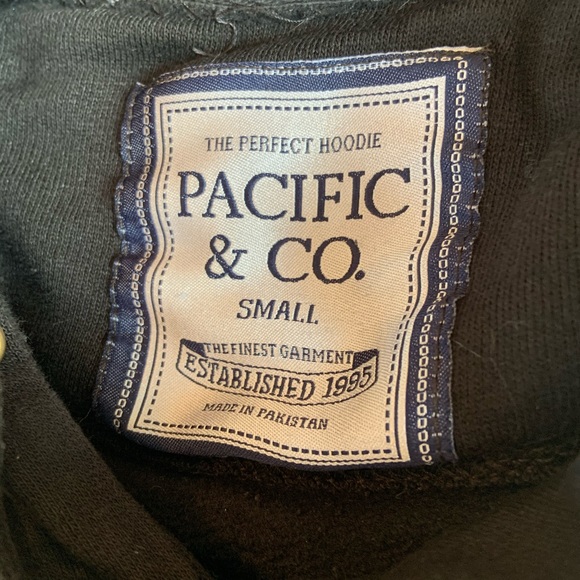 THE PERFECT HOODIE
PACIFIC
& CO.
SMALL
THE FINEST GARMENT
ESTABLISHED 1995
MADE IN PAKISTAN